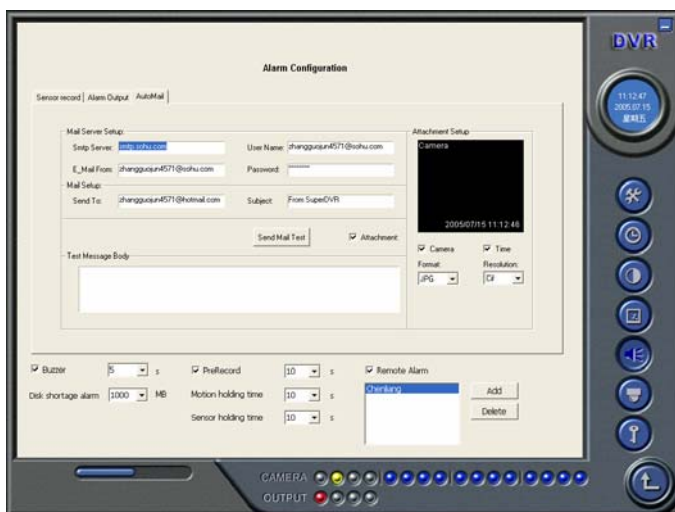 DVR
Alarm Configuration
11:12:47
2005.07.15
星期五
Sensor record Alarm Output AutoMail
Mail Server Setup:
Smtp Server: smtp.sohu.com User Name: zhangguojun4571@sohu.com
E_Mail From: zhangguojun4571@sohu.com Password: ********
Mail Setup:
Send To: zhangguojun4571@hotmail.com Subject: From SuperDVR
Send Mail Test Attachment
Test Message Body
Attachment Setup
Camera
2005/07/15 11:12:46
Camera Time
Format: Resolution:
JPG Cif
Buzzer 5 s PreRecord 10 s Remote Alarm
Disk shortage alarm 1000 MB Motion holding time 10 s Chenliang Add
Sensor holding time 10 s Delete
CAMERA
OUTPUT